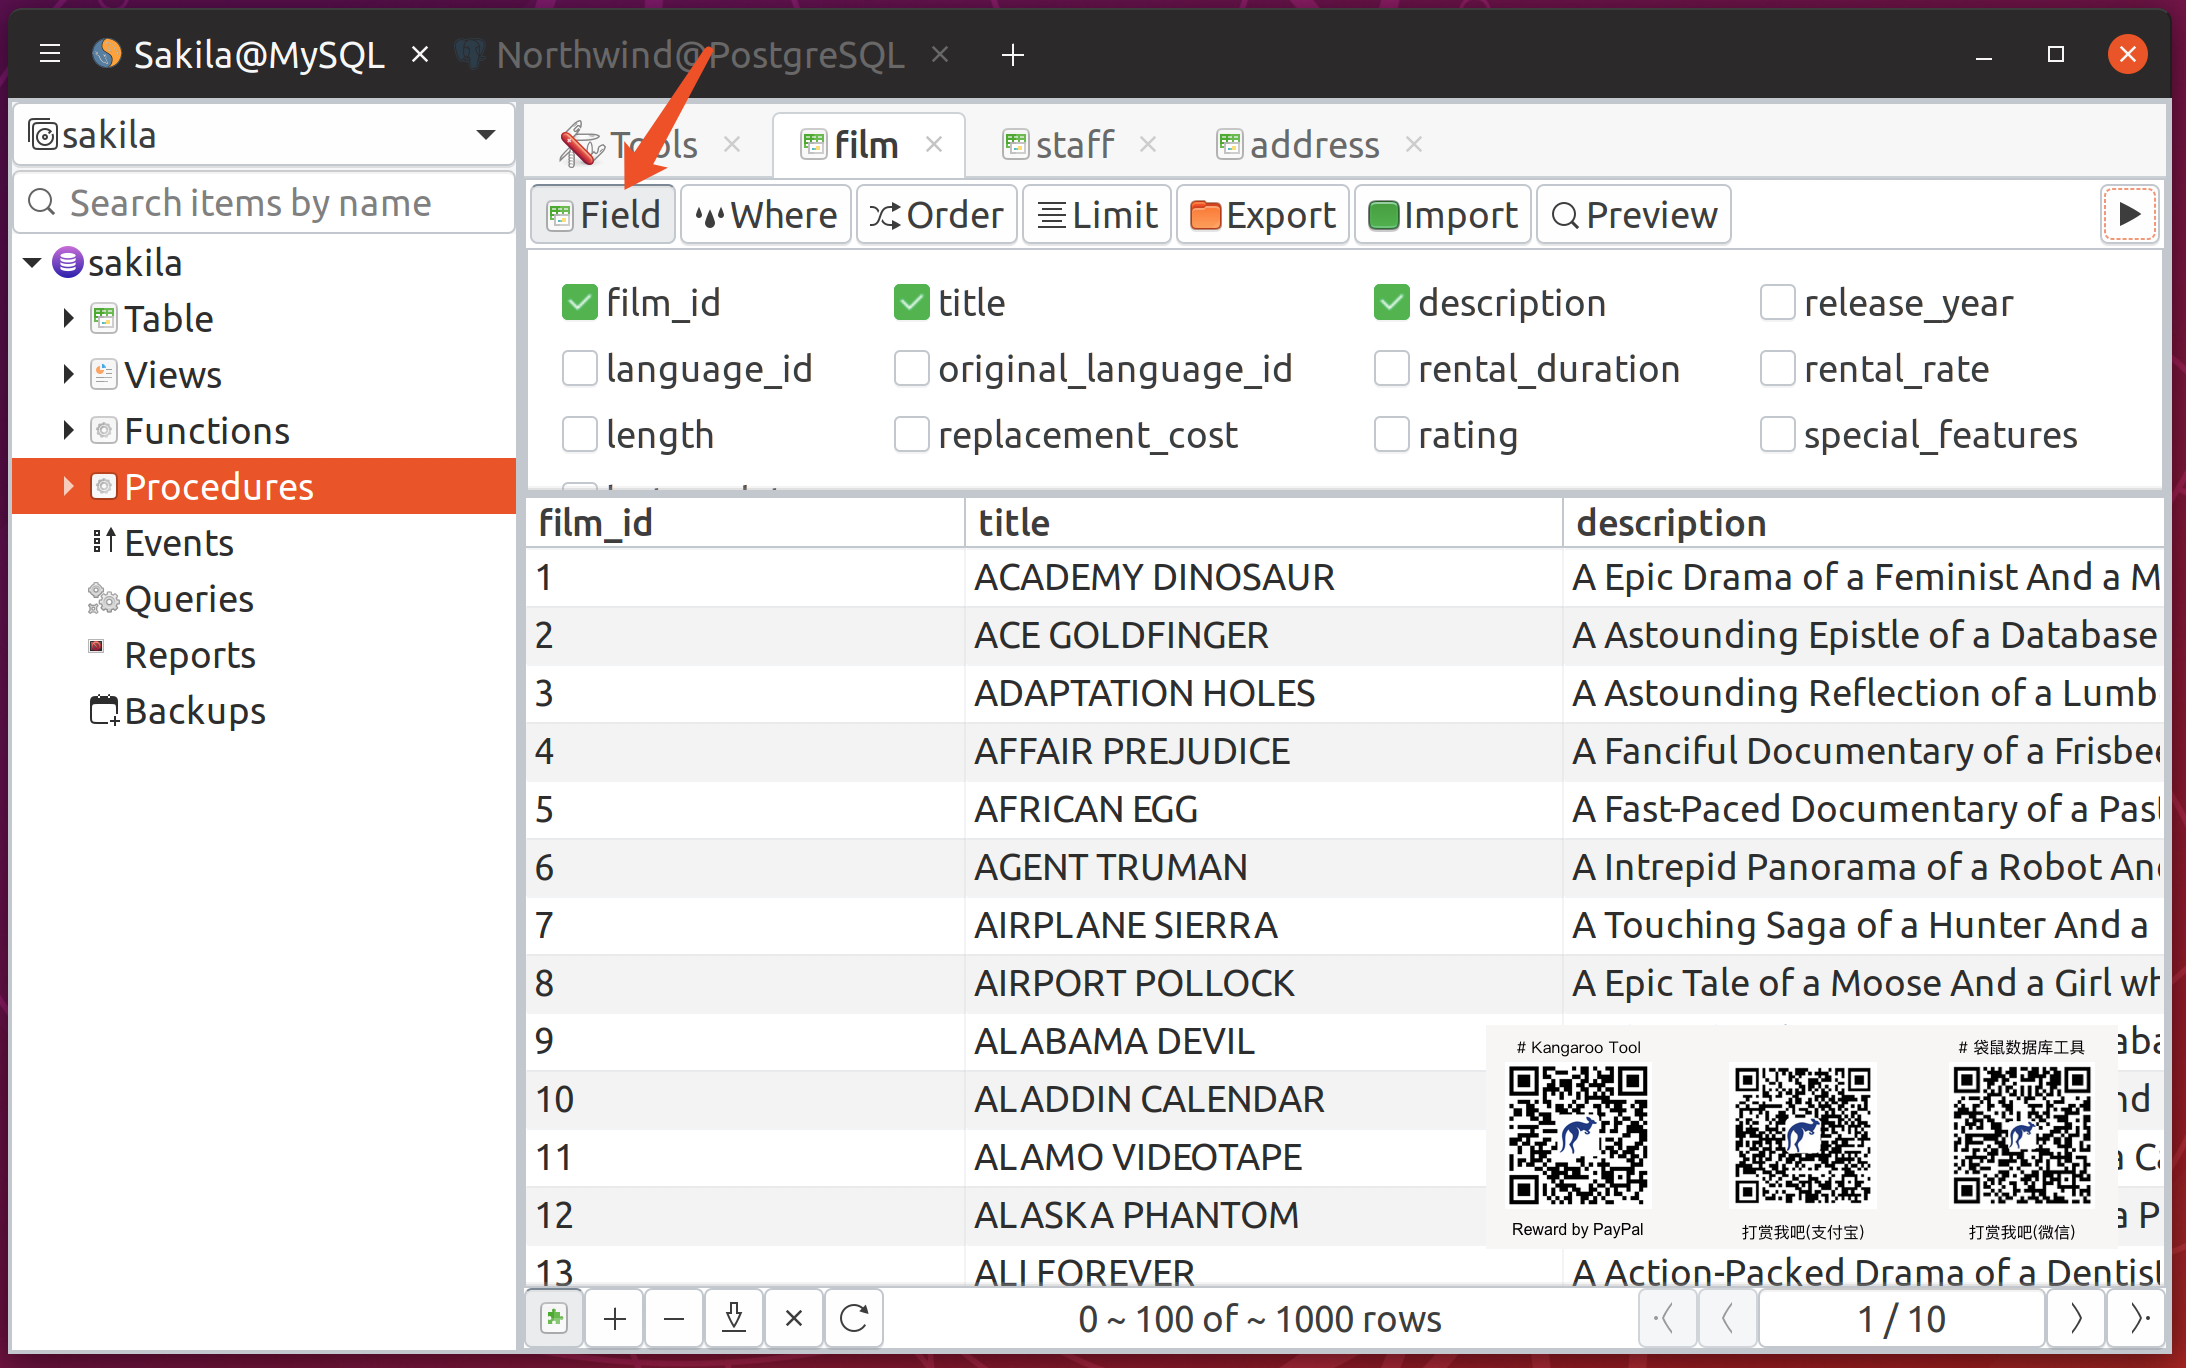 Sakila@MySQL Northwind@PostgreSQL
sakila
Tools film staff address
Search items by name
Field Where Order Limit Export Import Preview
sakila
Table
Views
Functions
Procedures
Events
Queries
Reports
Backups
film_id title description release_year
language_id original_language_id rental_duration rental_rate
length replacement_cost rating special_features
film_id title description
1 ACADEMY DINOSAUR A Epic Drama of a Feminist And a M
2 ACE GOLDFINGER A Astounding Epistle of a Database
3 ADAPTATION HOLES A Astounding Reflection of a Lumb
4 AFFAIR PREJUDICE A Fanciful Documentary of a Frisbe
5 AFRICAN EGG A Fast-Paced Documentary of a Pas
6 AGENT TRUMAN A Intrepid Panorama of a Robot An
7 AIRPLANE SIERRA A Touching Saga of a Hunter And a
8 AIRPORT POLLOCK A Epic Tale of a Moose And a Girl wh
9 ALABAMA DEVIL
10 ALADDIN CALENDAR
11 ALAMO VIDEOTAPE
12 ALASKA PHANTOM
13 ALI FOREVER A Action-Packed Drama of a Dentist
# Kangaroo Tool # 袋鼠数据库工具
Reward by PayPal 打赏我吧(支付宝) 打赏我吧(微信)
0 ~ 100 of ~ 1000 rows 1 / 10